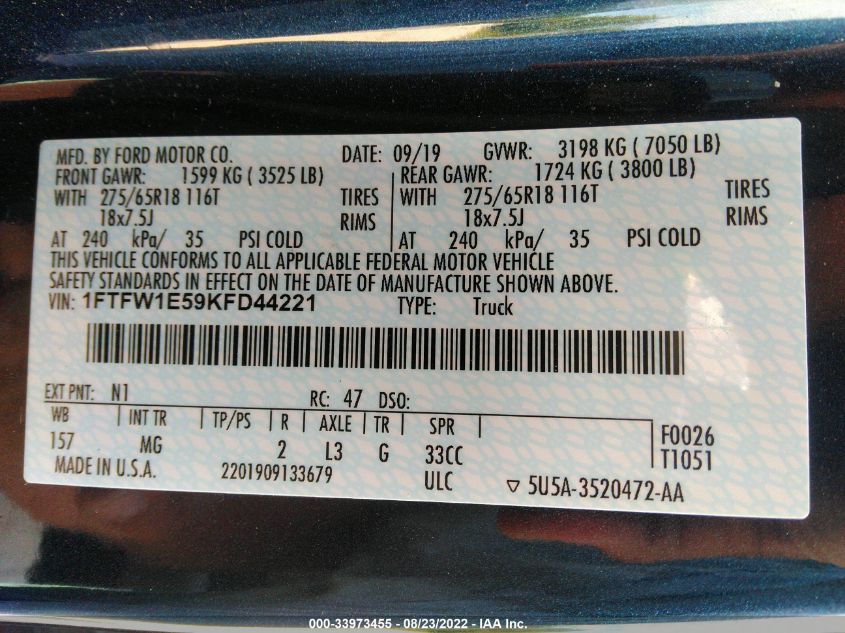 MFD. BY FORD MOTOR CO. DATE: 09/19 GVWR: 3198 KG ( 7050 LB)
FRONT GAWR: 1599 KG ( 3525 LB) REAR GAWR: 1724 KG ( 3800 LB)
WITH 275/65R18 116T TIRES WITH 275/65R18 116T TIRES
18x7.5J RIMS 18x7.5J RIMS
AT 240 kPa/ 35 PSI COLD AT 240 kPa/ 35 PSI COLD
THIS VEHICLE CONFORMS TO ALL APPLICABLE FEDERAL MOTOR VEHICLE
SAFETY STANDARDS IN EFFECT ON THE DATE OF MANUFACTURE SHOWN ABOVE.
VIN: 1FTFW1E59KFD44221 TYPE: Truck
EXT PNT: N1 RC: 47 DSO:
WB INT TR TP/PS R AXLE TR SPR F0026
157 MG 2 L3 G 33CC T1051
MADE IN U.S.A. 2201909133679 ULC ▽ 5U5A-3520472-AA
000-33973455 - 08/23/2022 - IAA Inc.